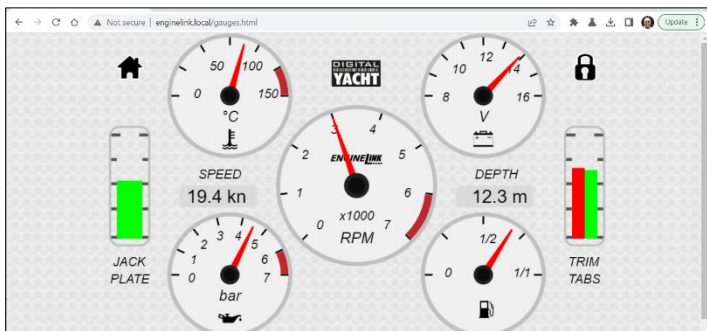 Not secure | enginelink.local/gauges.html
Update
0 50 100 150
°C
DIGITAL
YACHT
8 10 12 14 16
V
SPEED
19.4 kn
0 1 2 3 4 5 6 7
ENGINELINK
x1000
RPM
DEPTH
12.3 m
JACK
PLATE
0 1 2 3 4 5 6 7
bar
0 1/2 1/1
TRIM
TABS